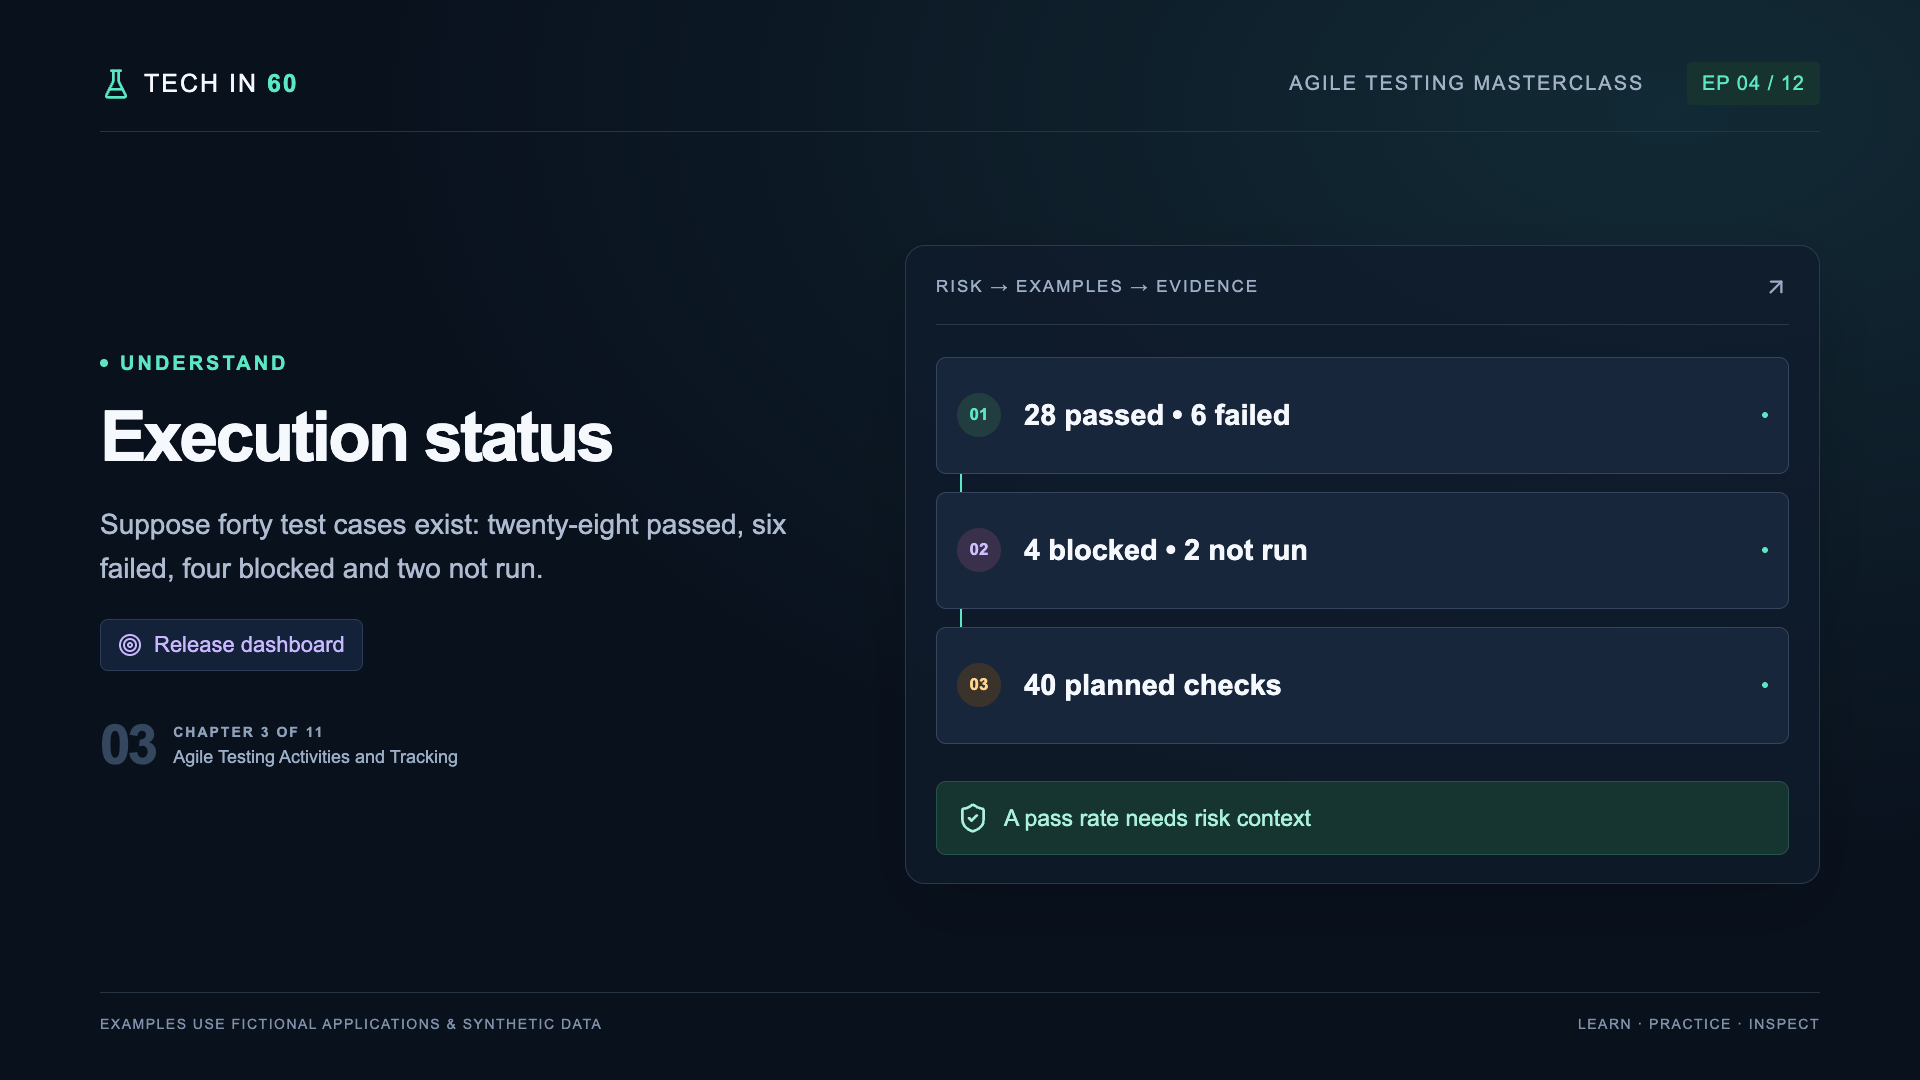 TECH IN 60
AGILE TESTING MASTERCLASS
EP 04 / 12
UNDERSTAND
Execution status
Suppose forty test cases exist: twenty-eight passed, six
failed, four blocked and two not run.
Release dashboard
03
CHAPTER 3 OF 11
Agile Testing Activities and Tracking
RISK → EXAMPLES → EVIDENCE
01
28 passed • 6 failed
02
4 blocked • 2 not run
03
40 planned checks
A pass rate needs risk context
EXAMPLES USE FICTIONAL APPLICATIONS & SYNTHETIC DATA
LEARN · PRACTICE · INSPECT